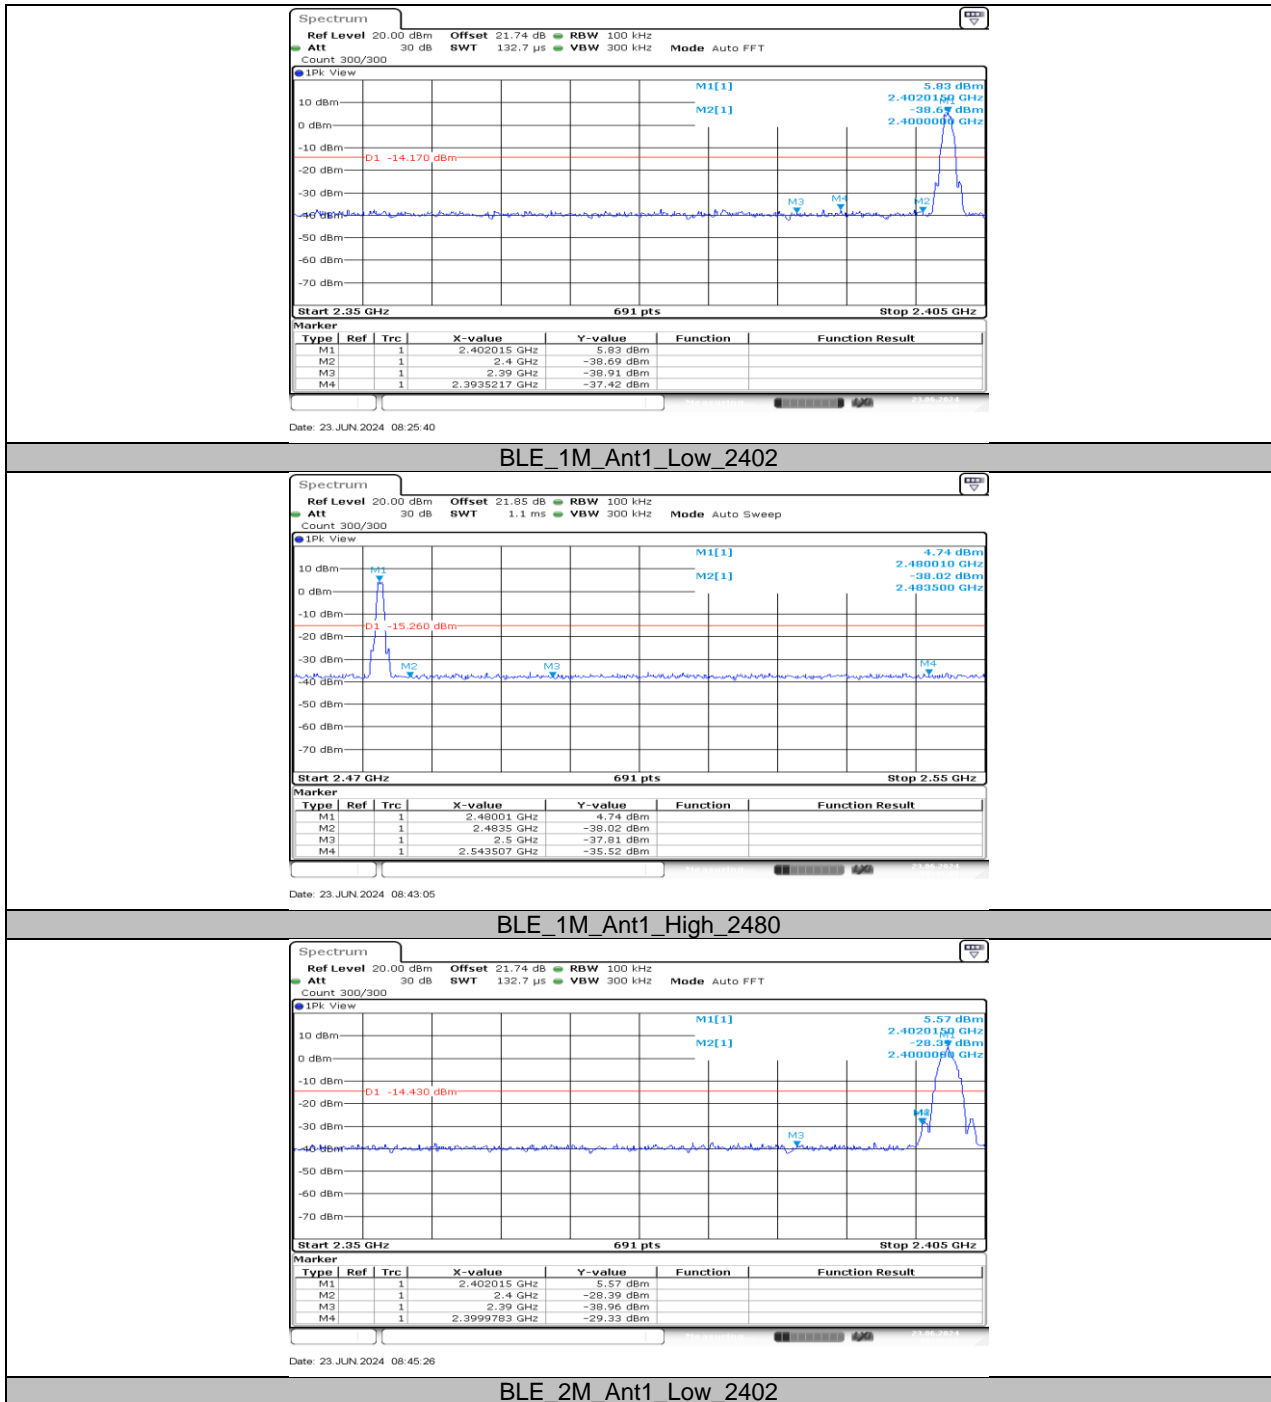 Spectrum
Ref Level 20.00 dBm Offset 21.74 dB RBW 100 kHz
Att 30 dB SWT 132.7 µs VBW 300 kHz Mode Auto FFT
Count 300/300
1Pk View
M1[1] 5.83 dBm
2.4020150 GHz
10 dBm
M2[1] -38.69 dBm
2.4000000 GHz
M1
0 dBm
-10 dBm
D1 -14.170 dBm
-20 dBm
-30 dBm
M3 M4 M2
-40 dBm
-50 dBm
-60 dBm
-70 dBm
Start 2.35 GHz 691 pts Stop 2.405 GHz
Marker
Type Ref Trc X-value Y-value Function Function Result
M1 1 2.402015 GHz 5.83 dBm
M2 1 2.4 GHz -38.69 dBm
M3 1 2.39 GHz -38.91 dBm
M4 1 2.3935217 GHz -37.42 dBm
Date: 23.JUN.2024 08:25:40
BLE_1M_Ant1_Low_2402
Spectrum
Ref Level 20.00 dBm Offset 21.85 dB RBW 100 kHz
Att 30 dB SWT 1.1 ms VBW 300 kHz Mode Auto Sweep
Count 300/300
1Pk View
M1[1] 4.74 dBm
2.480010 GHz
10 dBm
M1
M2[1] -38.02 dBm
2.483500 GHz
0 dBm
-10 dBm
D1 -15.260 dBm
-20 dBm
-30 dBm
M2 M3 M4
-40 dBm
-50 dBm
-60 dBm
-70 dBm
Start 2.47 GHz 691 pts Stop 2.55 GHz
Marker
Type Ref Trc X-value Y-value Function Function Result
M1 1 2.48001 GHz 4.74 dBm
M2 1 2.4835 GHz -38.02 dBm
M3 1 2.5 GHz -37.81 dBm
M4 1 2.543507 GHz -35.52 dBm
Date: 23.JUN.2024 08:43:05
BLE_1M_Ant1_High_2480
Spectrum
Ref Level 20.00 dBm Offset 21.74 dB RBW 100 kHz
Att 30 dB SWT 132.7 µs VBW 300 kHz Mode Auto FFT
Count 300/300
1Pk View
M1[1] 5.57 dBm
2.4020150 GHz
10 dBm
M2[1] -28.39 dBm
2.4000000 GHz
M1
0 dBm
-10 dBm
D1 -14.430 dBm
-20 dBm
-30 dBm
M3
-40 dBm
-50 dBm
-60 dBm
-70 dBm
Start 2.35 GHz 691 pts Stop 2.405 GHz
Marker
Type Ref Trc X-value Y-value Function Function Result
M1 1 2.402015 GHz 5.57 dBm
M2 1 2.4 GHz -28.39 dBm
M3 1 2.39 GHz -38.96 dBm
M4 1 2.3999783 GHz -29.33 dBm
Date: 23.JUN.2024 08:45:26
BLE_2M_Ant1_Low_2402